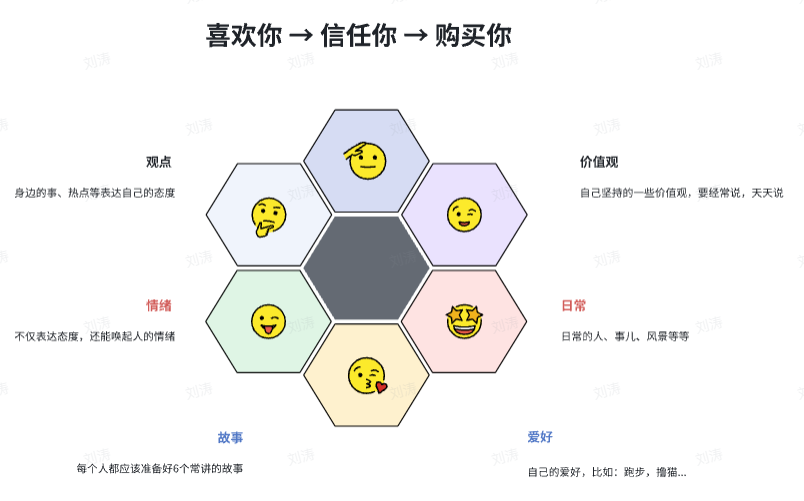 喜欢你 → 信任你 → 购买你
观点
身边的事、热点等表达自己的态度
价值观
自己坚持的一些价值观，要经常说，天天说
情绪
不仅表达态度，还能唤起人的情绪
日常
日常的人、事儿、风景等等
故事
每个人都应该准备好6个常讲的故事
爱好
自己的爱好，比如：跑步，撸猫...
刘涛